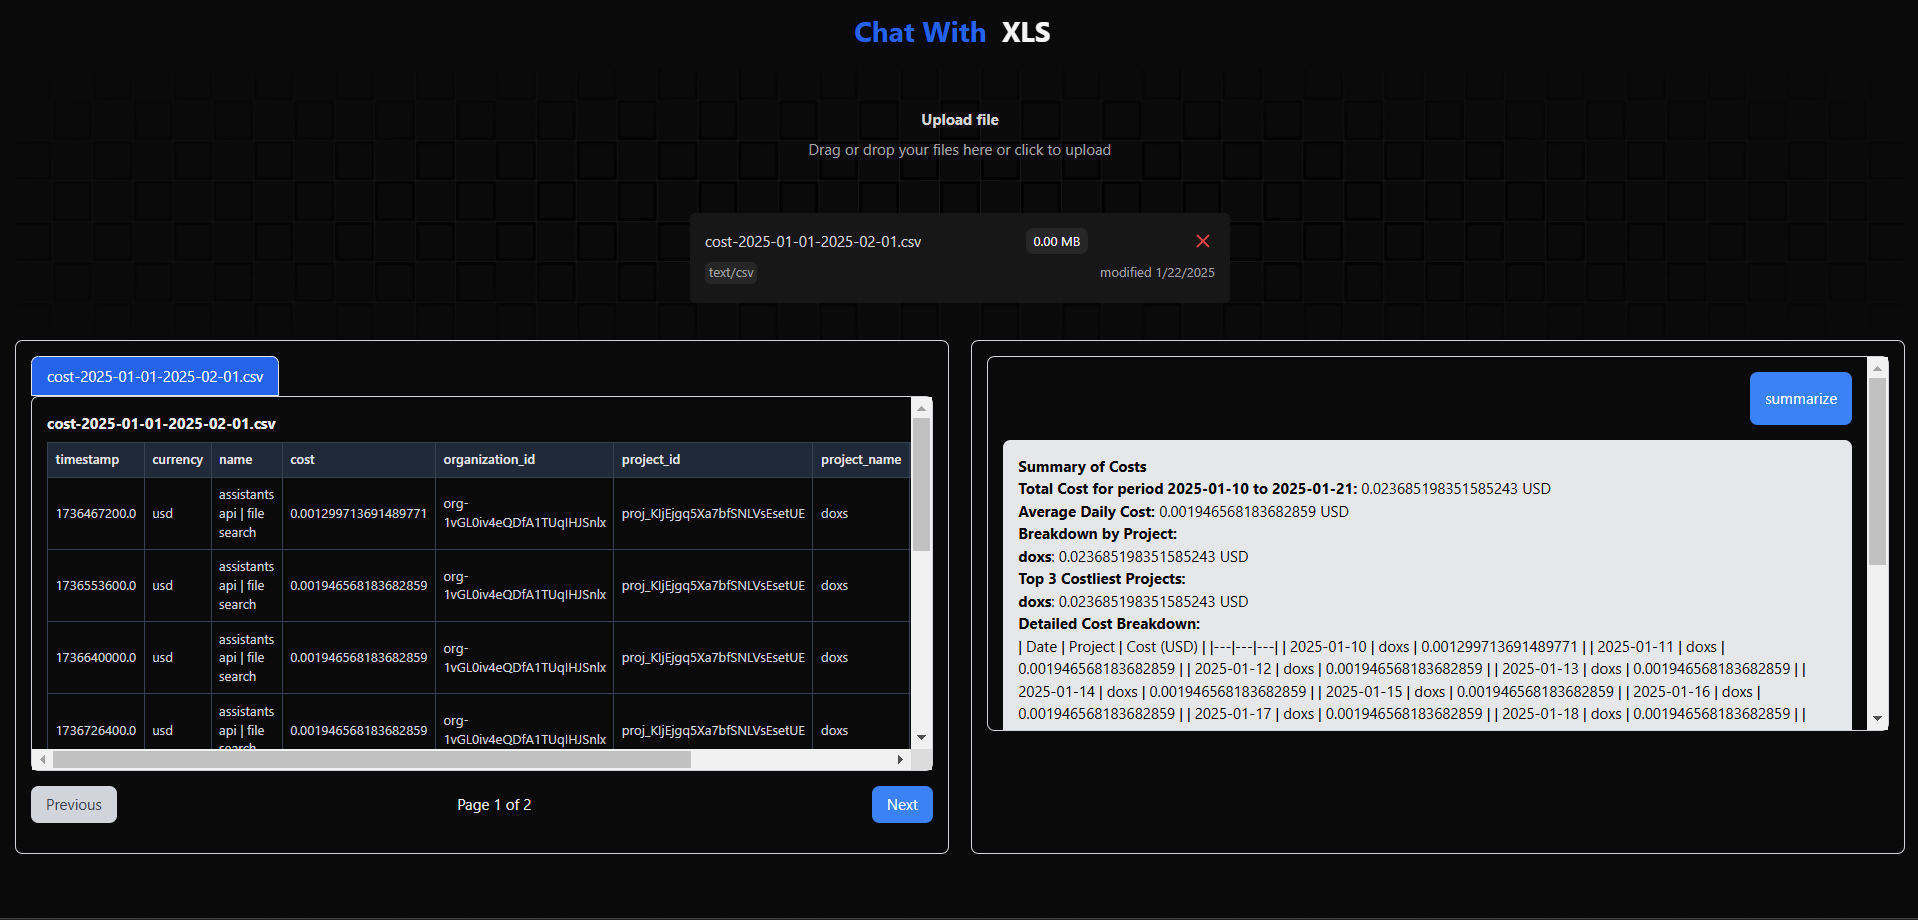 Chat With XLS
Upload file
Drag or drop your files here or click to upload
cost-2025-01-01-2025-02-01.csv
0.00 MB
text/csv
modified 1/22/2025
cost-2025-01-01-2025-02-01.csv
cost-2025-01-01-2025-02-01.csv
timestamp currency name cost organization_id project_id project_name
1736467200.0 usd assistants api | file search 0.001299713691489771 org-1vGL0iv4eQDfA1TUqIHJSnlx proj_KIjEjgq5Xa7bfSNLVsEsetUE doxs
1736553600.0 usd assistants api | file search 0.001946568183682859 org-1vGL0iv4eQDfA1TUqIHJSnlx proj_KIjEjgq5Xa7bfSNLVsEsetUE doxs
1736640000.0 usd assistants api | file search 0.001946568183682859 org-1vGL0iv4eQDfA1TUqIHJSnlx proj_KIjEjgq5Xa7bfSNLVsEsetUE doxs
1736726400.0 usd assistants api | file search 0.001946568183682859 org-1vGL0iv4eQDfA1TUqIHJSnlx proj_KIjEjgq5Xa7bfSNLVsEsetUE doxs
Previous
Page 1 of 2
Next
summarize
Summary of Costs
Total Cost for period 2025-01-10 to 2025-01-21: 0.023685198351585243 USD
Average Daily Cost: 0.001946568183682859 USD
Breakdown by Project:
doxs: 0.023685198351585243 USD
Top 3 Costliest Projects:
doxs: 0.023685198351585243 USD
Detailed Cost Breakdown:
| Date | Project | Cost (USD) | |---|---|---| | 2025-01-10 | doxs | 0.001299713691489771 | | 2025-01-11 | doxs |
0.001946568183682859 | | 2025-01-12 | doxs | 0.001946568183682859 | | 2025-01-13 | doxs | 0.001946568183682859 | |
2025-01-14 | doxs | 0.001946568183682859 | | 2025-01-15 | doxs | 0.001946568183682859 | | 2025-01-16 | doxs |
0.001946568183682859 | | 2025-01-17 | doxs | 0.001946568183682859 | | 2025-01-18 | doxs | 0.001946568183682859 | |